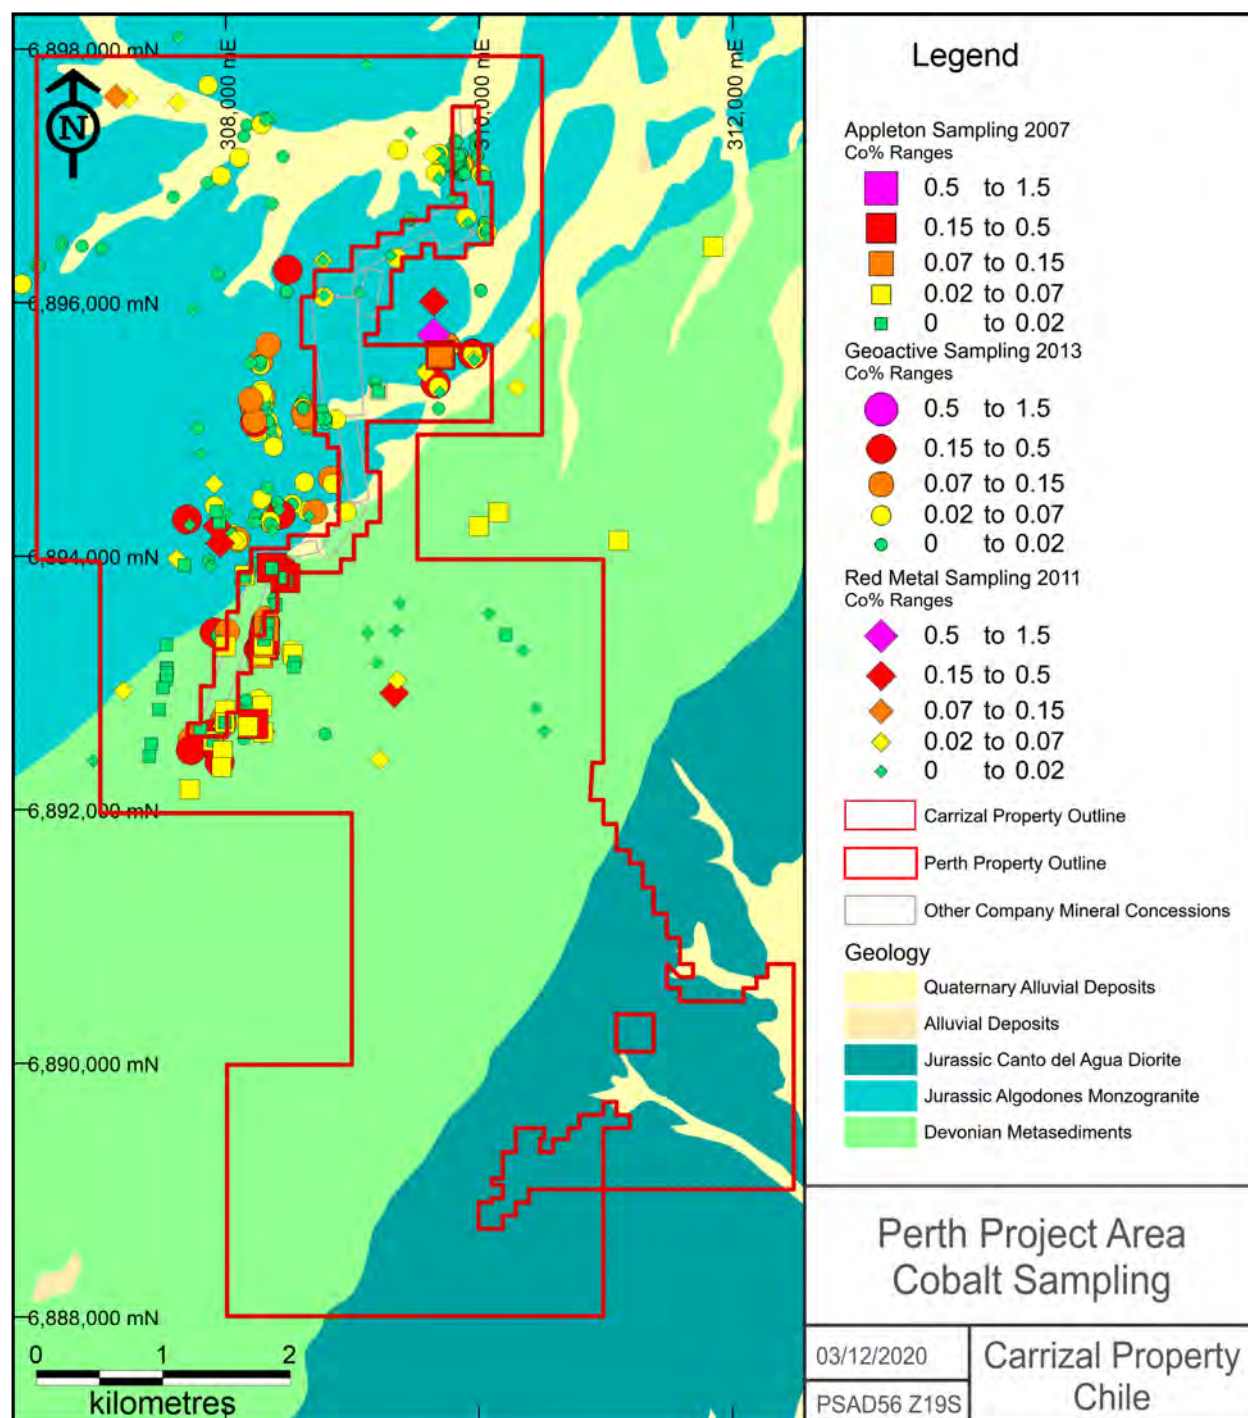 6,898,000 mN
308,000 mE
310,000 mE
312,000 mE
N
6,896,000 mN
6,894,000 mN
6,892,000 mN
6,890,000 mN
6,888,000 mN
0 1 2
kilometres
Legend
Appleton Sampling 2007
Co% Ranges
0.5 to 1.5
0.15 to 0.5
0.07 to 0.15
0.02 to 0.07
0 to 0.02
Geoactive Sampling 2013
Co% Ranges
0.5 to 1.5
0.15 to 0.5
0.07 to 0.15
0.02 to 0.07
0 to 0.02
Red Metal Sampling 2011
Co% Ranges
0.5 to 1.5
0.15 to 0.5
0.07 to 0.15
0.02 to 0.07
0 to 0.02
Carrizal Property Outline
Perth Property Outline
Other Company Mineral Concessions
Geology
Quaternary Alluvial Deposits
Alluvial Deposits
Jurassic Canto del Agua Diorite
Jurassic Algodones Monzogranite
Devonian Metasediments
Perth Project Area
Cobalt Sampling
03/12/2020
PSAD56 Z19S
Carrizal Property
Chile